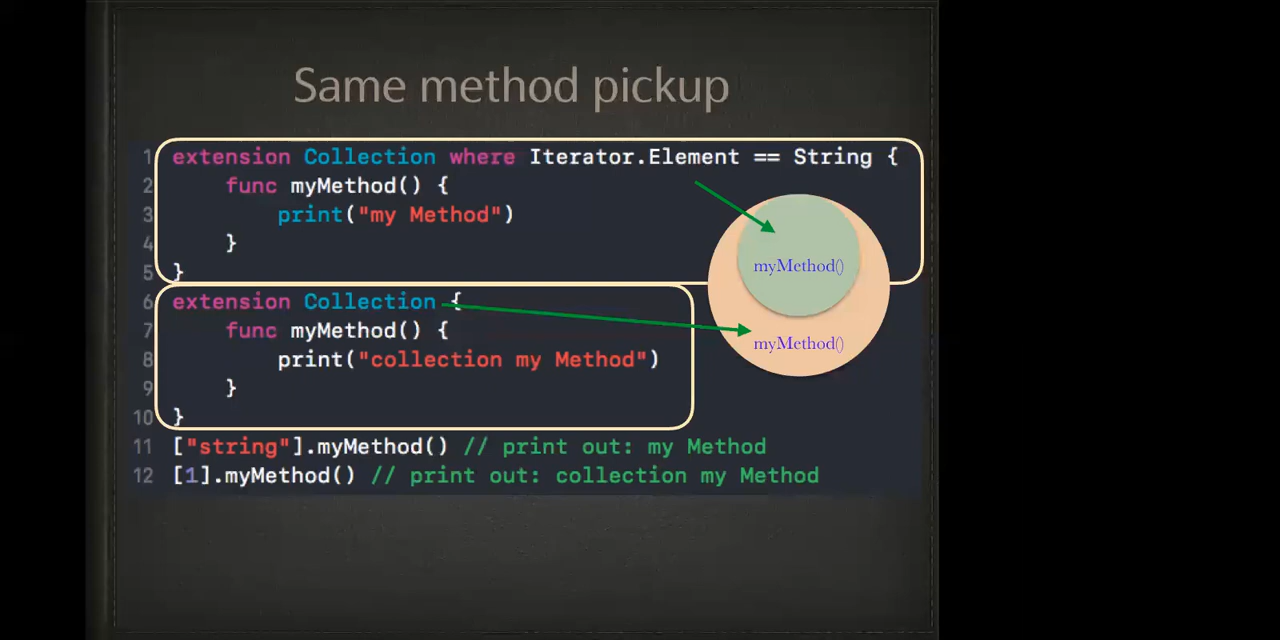 Same method pickup
1 extension Collection where Iterator.Element == String {
2 func myMethod() {
3 print("my Method")
4 }
5 }
myMethod()
6 extension Collection {
7 func myMethod() {
myMethod()
8 print("collection my Method")
9 }
10 }
11 ["string"].myMethod() // print out: my Method
12 [1].myMethod() // print out: collection my Method